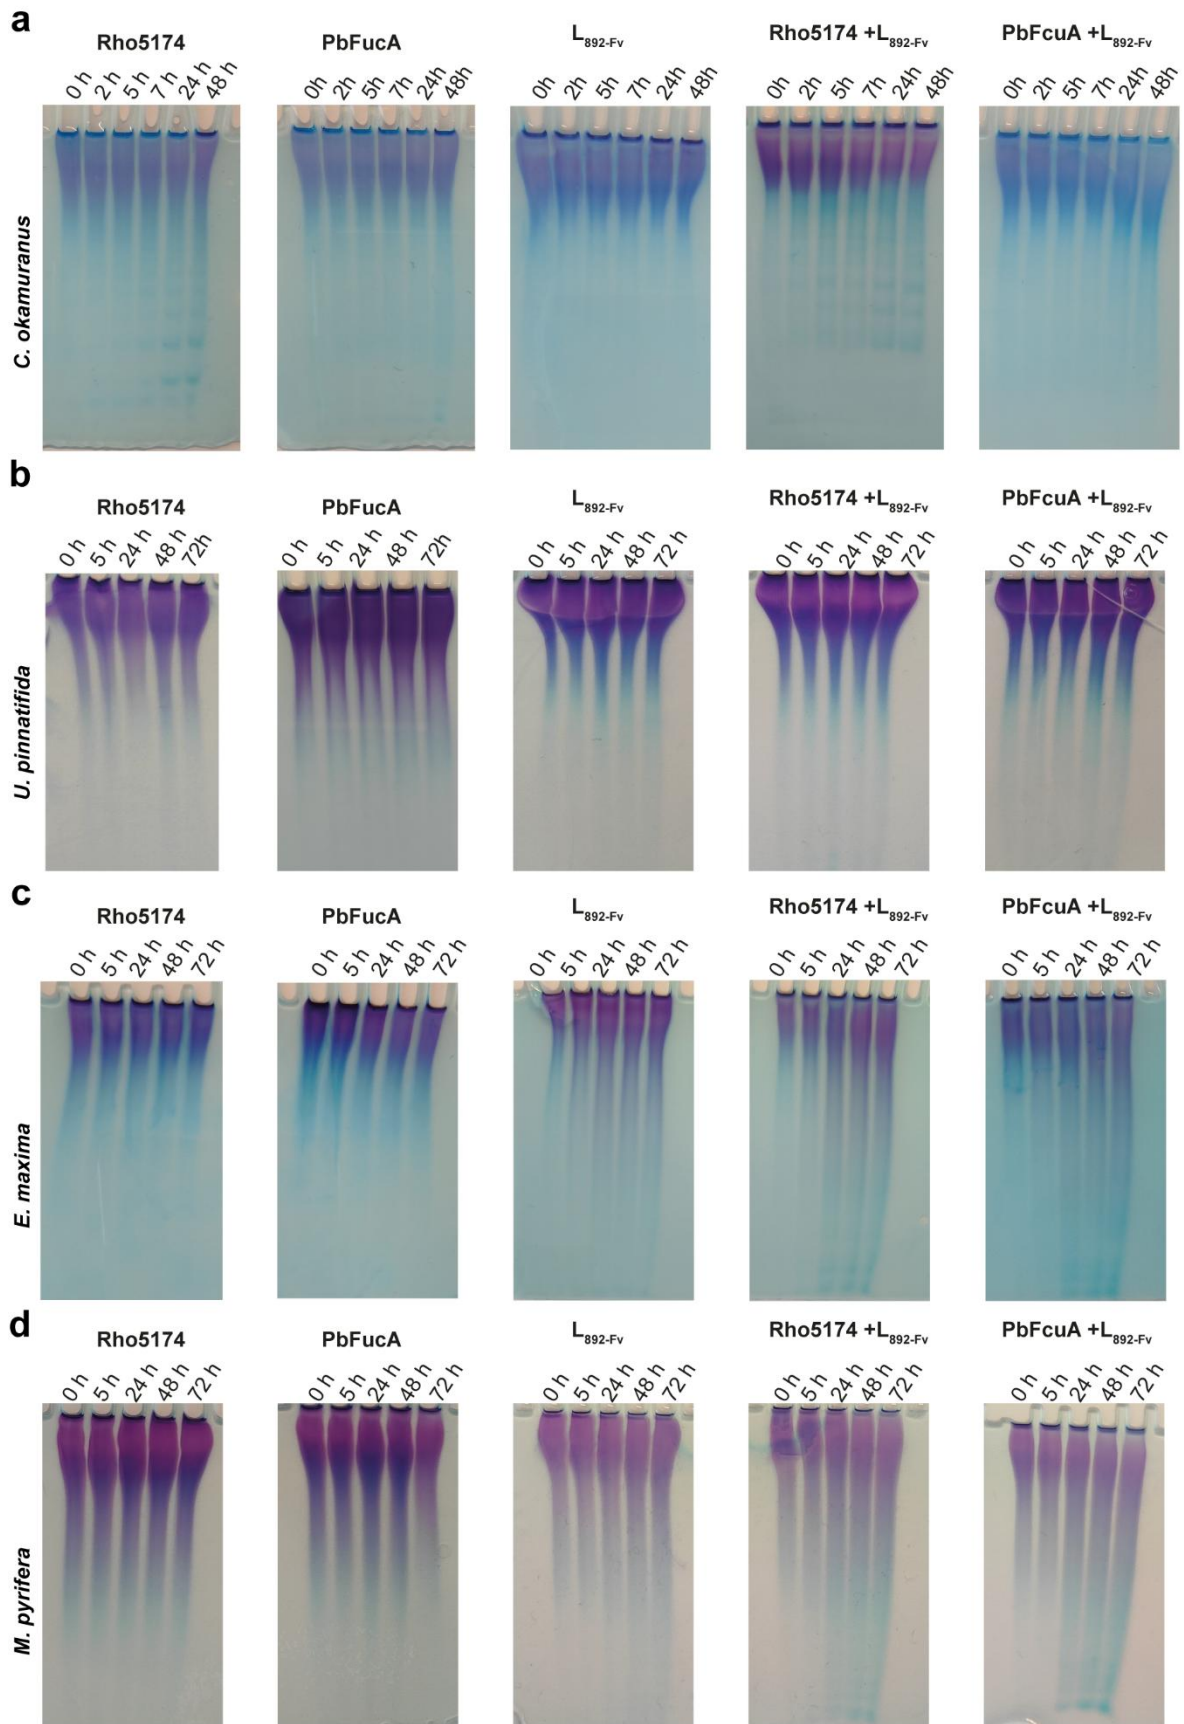 a
Rho5174
PbFucA
L892-Fv
Rho5174 +L892-Fv
PbFucA +L892-Fv
0 h 2 h 5 h 7 h 24 h 48 h
0h 2h 5h 7h 24h 48h
0h 2h 5h 7h 24h 48h
0h 2h 5h 7h 24h 48h
0h 2h 5h 7h 24h 48h
C. okamuranus
b
Rho5174
PbFucA
L892-Fv
Rho5174 +L892-Fv
PbFcuA +L892-Fv
0 h 5 h 24 h 48 h 72 h
0 h 5 h 24 h 48 h 72h
0 h 5 h 24 h 48 h 72 h
0 h 5 h 24 h 48 h 72 h
0 h 5 h 24 h 48 h 72 h
U. pinnatifida
c
Rho5174
PbFucA
L892-Fv
Rho5174 +L892-Fv
PbFcuA +L892-Fv
0 h 5 h 24 h 48 h 72 h
0 h 5 h 24 h 48 h 72 h
0 h 5 h 24 h 48 h 72 h
0 h 5 h 24 h 48 h 72 h
0 h 5 h 24 h 48 h 72 h
E. maxima
d
Rho5174
PbFucA
L892-Fv
Rho5174 +L892-Fv
PbFcuA +L892-Fv
0 h 5 h 24 h 48 h 72 h
0 h 5 h 24 h 48 h 72 h
0 h 5 h 24 h 48 h 72 h
0 h 5 h 24 h 48 h 72 h
0 h 5 h 24 h 48 h 72 h
M. pyrifera